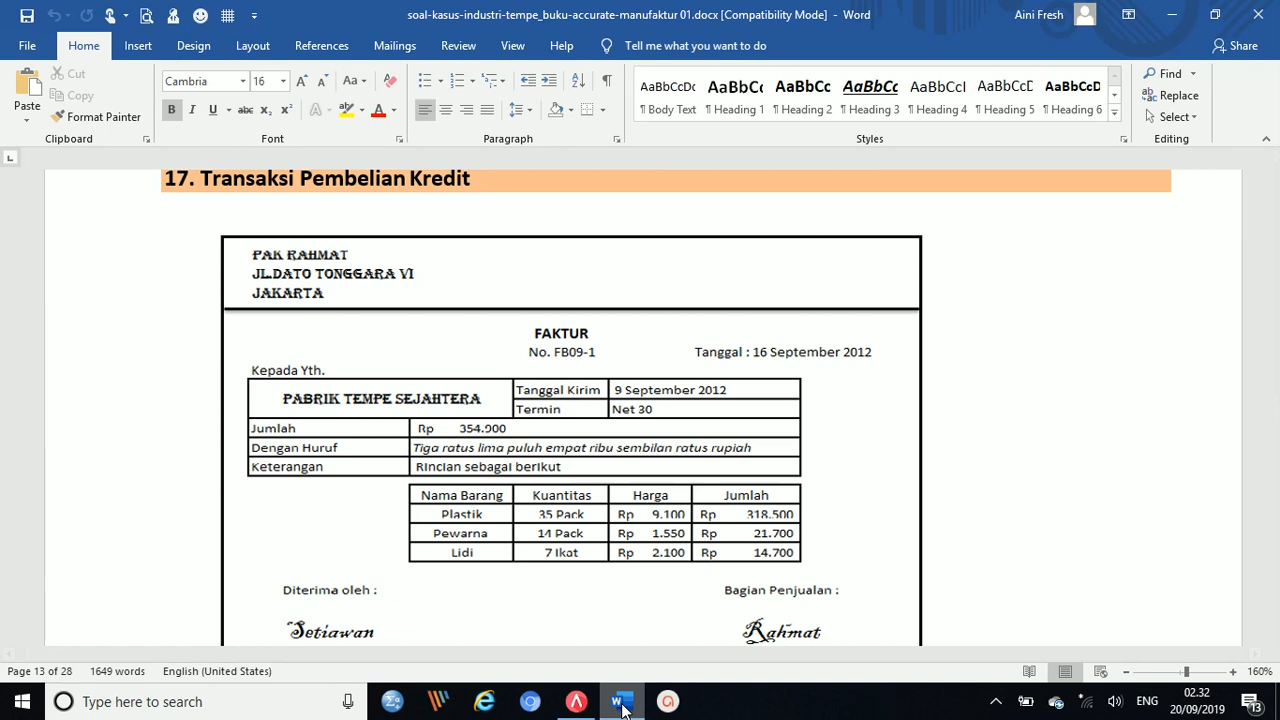 soal-kasus-industri-tempe_buku-accurate-manufaktur 01.docx [Compatibility Mode] - Word
Aini Fresh
File Home Insert Design Layout References Mailings Review View Help Tell me what you want to do Share
Paste
Cut
Copy
Format Painter
Clipboard
Cambria 16
Font
Paragraph
AaBbCcDc AaBbC AaBbCc AaBbCc AaBbCcI AaBbCcD AaBbCcD
¶ Body Text ¶ Heading 1 ¶ Heading 2 ¶ Heading 3 ¶ Heading 4 ¶ Heading 5 ¶ Heading 6
Styles
Find
Replace
Select
Editing
17. Transaksi Pembelian Kredit
PAK RAHMAT
JL.DATO TONGGARA VI
JAKARTA
FAKTUR
No. FB09-1 Tanggal : 16 September 2012
Kepada Yth.
PABRIK TEMPE SEJAHTERA
Tanggal Kirim 9 September 2012
Termin Net 30
Jumlah Rp 354.900
Dengan Huruf Tiga ratus lima puluh empat ribu sembilan ratus rupiah
Keterangan Rincian sebagai berikut
Nama Barang Kuantitas Harga Jumlah
Plastik 35 Pack Rp 9.100 Rp 318.500
Pewarna 14 Pack Rp 1.550 Rp 21.700
Lidi 7 Ikat Rp 2.100 Rp 14.700
Diterima oleh : Bagian Penjualan :
Setiawan Rahmat
Page 13 of 28 1649 words English (United States) 160%
Type here to search
ENG
02.32
20/09/2019
13